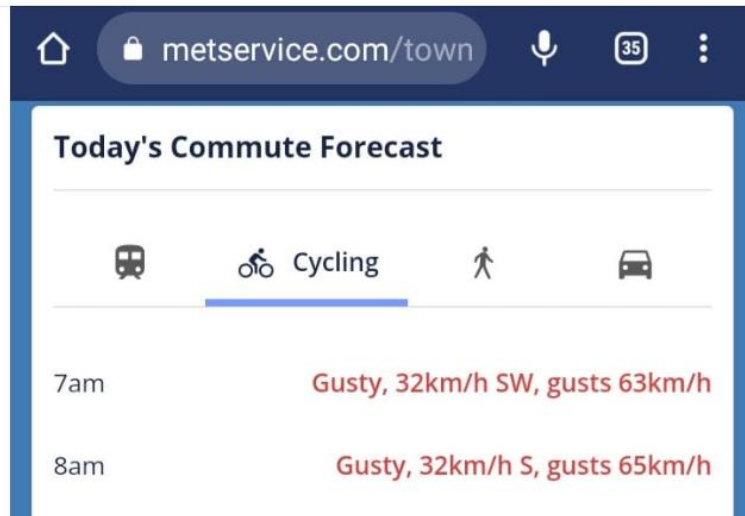 metservice.com/town
35
Today's Commute Forecast
Cycling
7am Gusty, 32km/h SW, gusts 63km/h
8am Gusty, 32km/h S, gusts 65km/h